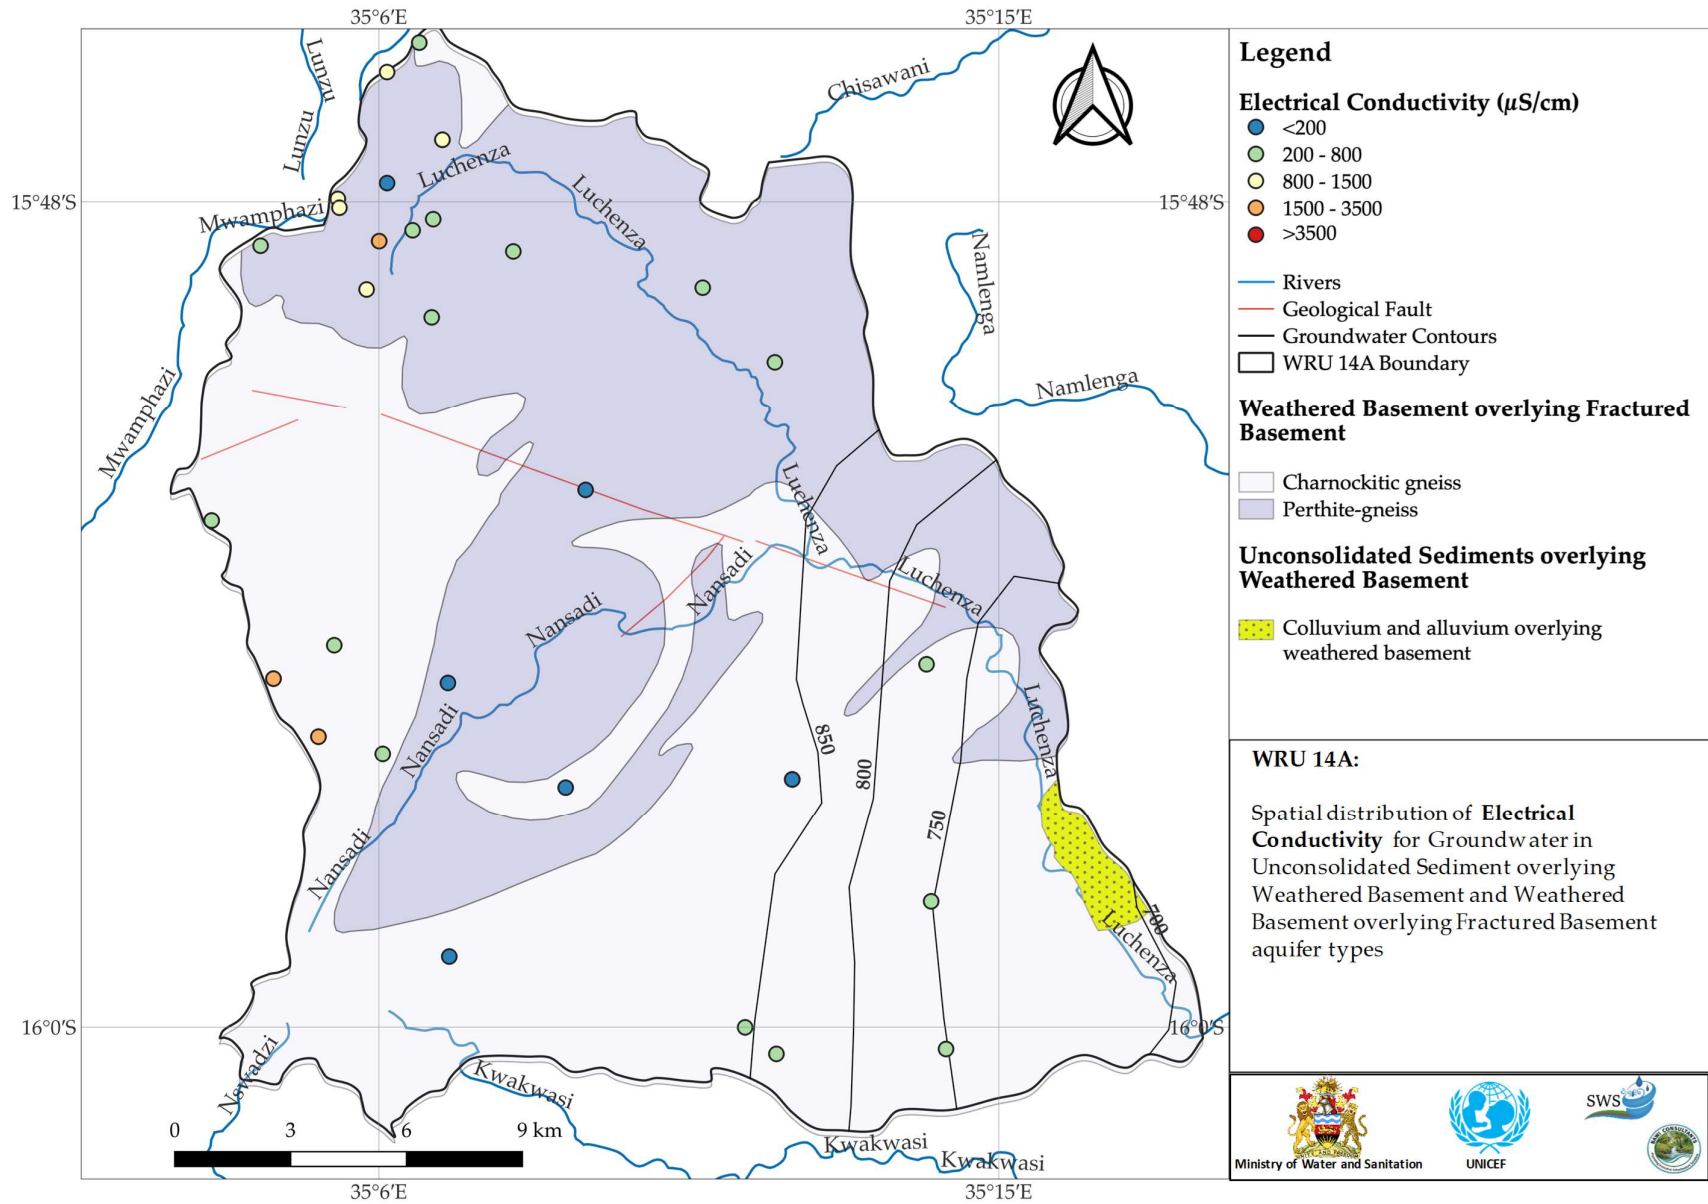 35°6'E
35°15'E
Lunzu
Lunzu
Chisawani
Luchenza
Luchenza
15°48'S
15°48'S
Mwamphazi
Namlenga
Namlenga
Mwamphazi
Luchenza
Luchenza
Nansadi
Nansadi
Luchenza
Nansadi
850
800
750
Nansadi
700
Luchenza
16°0'S
16°0'S
Nswadzi
Kwakwasi
Kwakwasi
Kwakwasi
0 3 6 9 km
35°6'E
35°15'E
Legend
Electrical Conductivity (µS/cm)
<200
200 - 800
800 - 1500
1500 - 3500
>3500
Rivers
Geological Fault
Groundwater Contours
WRU 14A Boundary
Weathered Basement overlying Fractured
Basement
Charnockitic gneiss
Perthite-gneiss
Unconsolidated Sediments overlying
Weathered Basement
Colluvium and alluvium overlying
weathered basement
WRU 14A:
Spatial distribution of Electrical
Conductivity for Groundwater in
Unconsolidated Sediment overlying
Weathered Basement and Weathered
Basement overlying Fractured Basement
aquifer types
Ministry of Water and Sanitation
UNICEF
SWS